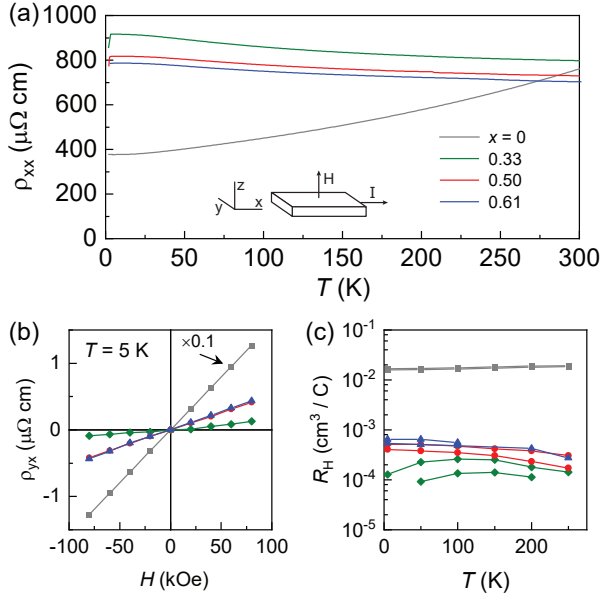 (a)
1000
800
600
400
200
0
ρxx (μΩ cm)
x = 0
0.33
0.50
0.61
z
y
x
H
I
0 50 100 150 200 250 300
T (K)
(b)
T = 5 K
×0.1
1
0
-1
ρyx (μΩ cm)
-100 -50 0 50 100
H (kOe)
(c)
10-1
10-2
10-3
10-4
10-5
RH (cm3 / C)
0 100 200
T (K)